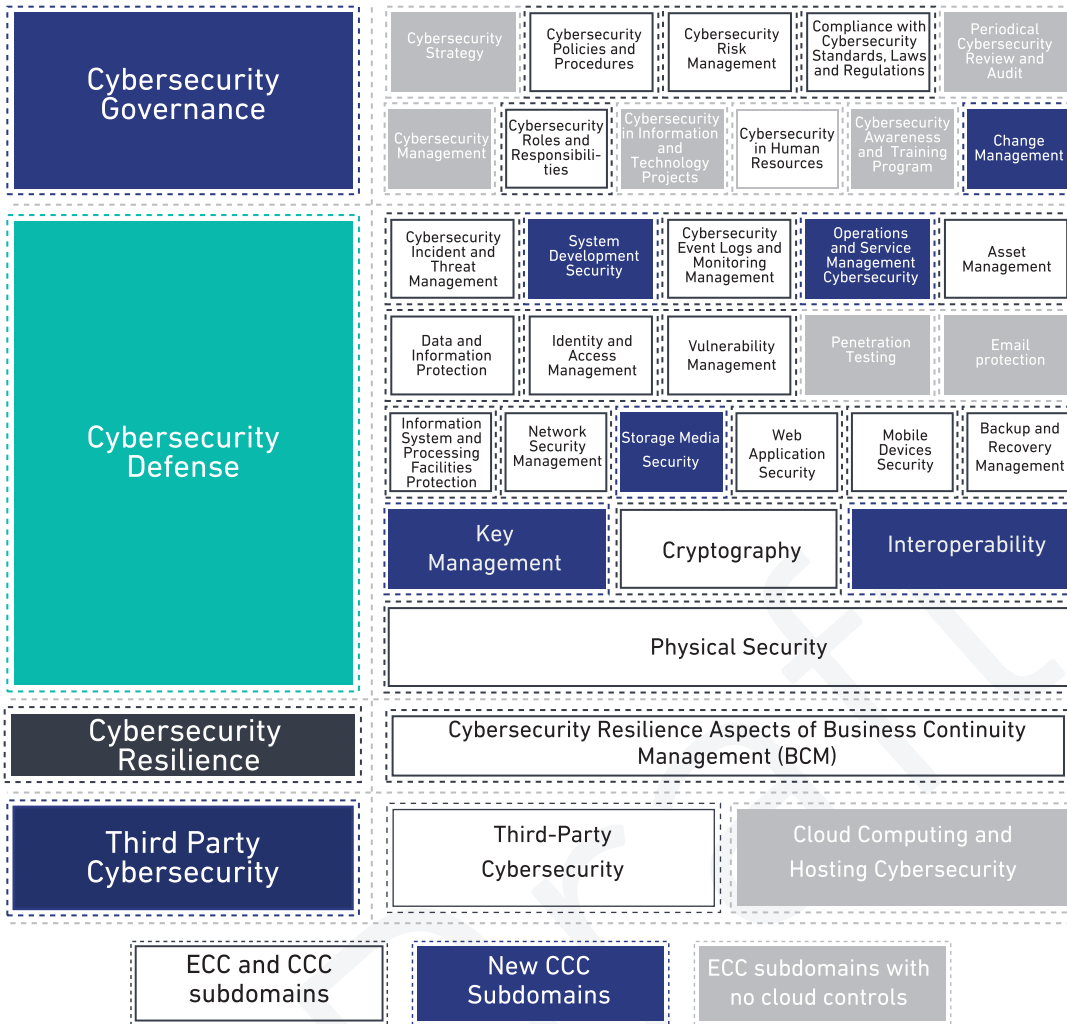 Cybersecurity
Governance
Cybersecurity
Strategy
Cybersecurity
Policies and
Procedures
Cybersecurity
Risk
Management
Compliance with
Cybersecurity
Standards, Laws
and Regulations
Periodical
Cybersecurity
Review and
Audit
Cybersecurity
Management
Cybersecurity
Roles and
Responsibili-
ties
Cybersecurity
in Information
and
Technology
Projects
Cybersecurity
in Human
Resources
Cybersecurity
Awareness
and Training
Program
Change
Management
Cybersecurity
Defense
Cybersecurity
Incident and
Threat
Management
System
Development
Security
Cybersecurity
Event Logs and
Monitoring
Management
Operations
and Service
Management
Cybersecurity
Asset
Management
Data and
Information
Protection
Identity and
Access
Management
Vulnerability
Management
Penetration
Testing
Email
protection
Information
System and
Processing
Facilities
Protection
Network
Security
Management
Storage Media
Security
Web
Application
Security
Mobile
Devices
Security
Backup and
Recovery
Management
Key
Management
Cryptography
Interoperability
Physical Security
Cybersecurity
Resilience
Cybersecurity Resilience Aspects of Business Continuity
Management (BCM)
Third Party
Cybersecurity
Third-Party
Cybersecurity
Cloud Computing and
Hosting Cybersecurity
ECC and CCC
subdomains
New CCC
Subdomains
ECC subdomains with
no cloud controls
Draft